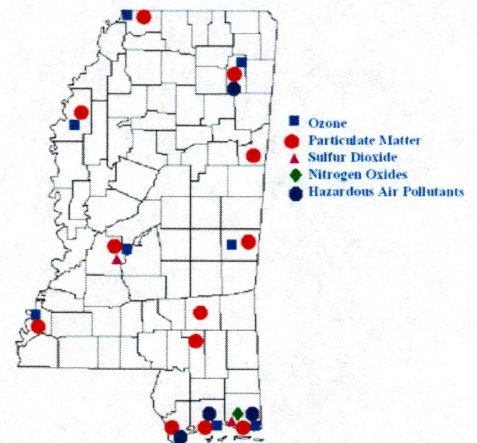 Ozone
Particulate Matter
Sulfur Dioxide
Nitrogen Oxides
Hazardous Air Pollutants